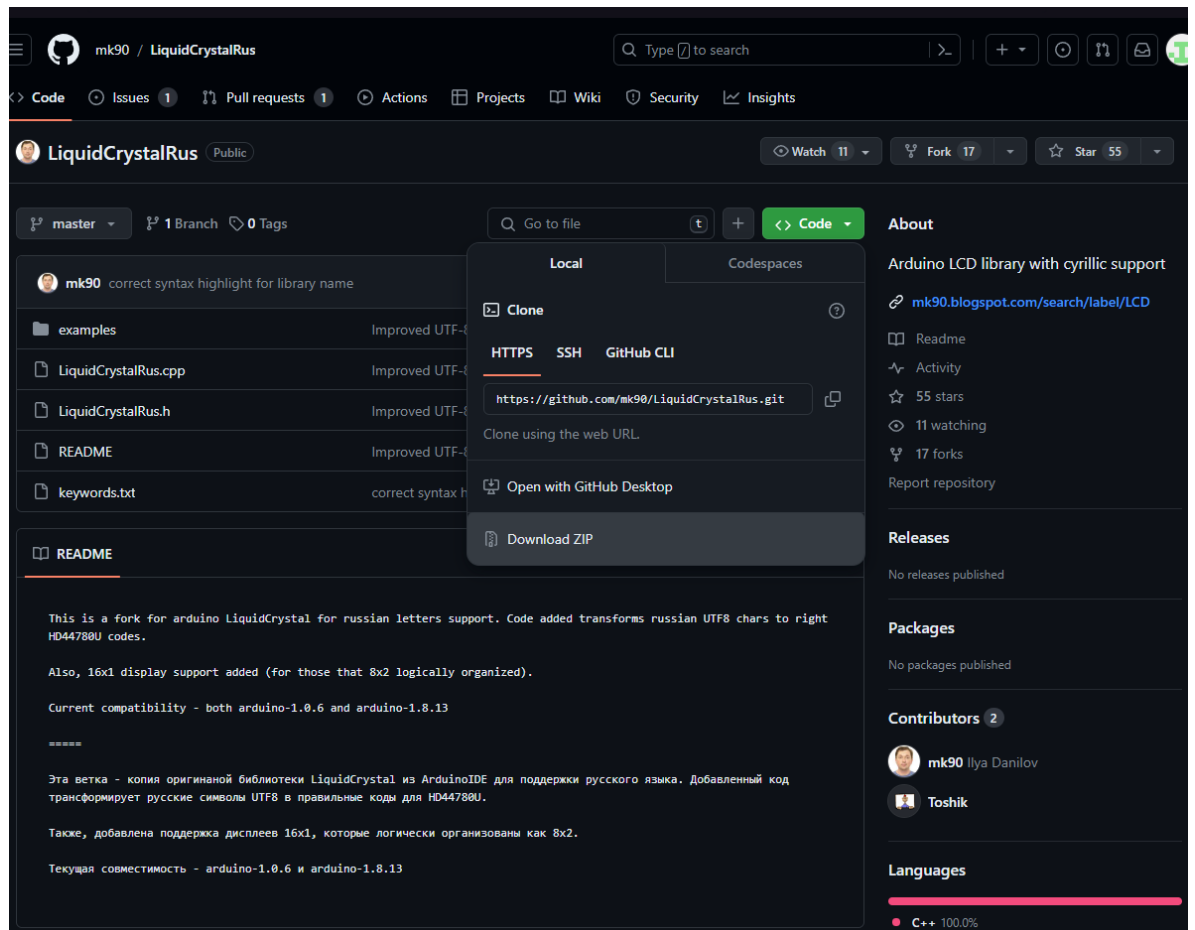 mk90 / LiquidCrystalRus
Type / to search
Code Issues 1 Pull requests 1 Actions Projects Wiki Security Insights
LiquidCrystalRus Public
Watch 11 Fork 17 Star 55
master 1 Branch 0 Tags Go to file t Code
Local Codespaces
mk90 correct syntax highlight for library name
Clone
examples Improved UTF-8
HTTPS SSH GitHub CLI
LiquidCrystalRus.cpp Improved UTF-8
https://github.com/mk90/LiquidCrystalRus.git
LiquidCrystalRus.h Improved UTF-8
Clone using the web URL.
README Improved UTF-8
Open with GitHub Desktop
keywords.txt correct syntax h
Download ZIP
README
This is a fork for arduino LiquidCrystal for russian letters support. Code added transforms russian UTF8 chars to right
HD44780U codes.
Also, 16x1 display support added (for those that 8x2 logically organized).
Current compatibility - both arduino-1.0.6 and arduino-1.8.13
=====
Эта ветка - копия оригинаной библиотеки LiquidCrystal из ArduinoIDE для поддержки русского языка. Добавленный код
трансформирует русские символы UTF8 в правильные коды для HD44780U.
Также, добавлена поддержка дисплеев 16x1, которые логически организованы как 8x2.
Текущая совместимость - arduino-1.0.6 и arduino-1.8.13
About
Arduino LCD library with cyrillic support
mk90.blogspot.com/search/label/LCD
Readme
Activity
55 stars
11 watching
17 forks
Report repository
Releases
No releases published
Packages
No packages published
Contributors 2
mk90 Ilya Danilov
Toshik
Languages
C++ 100.0%